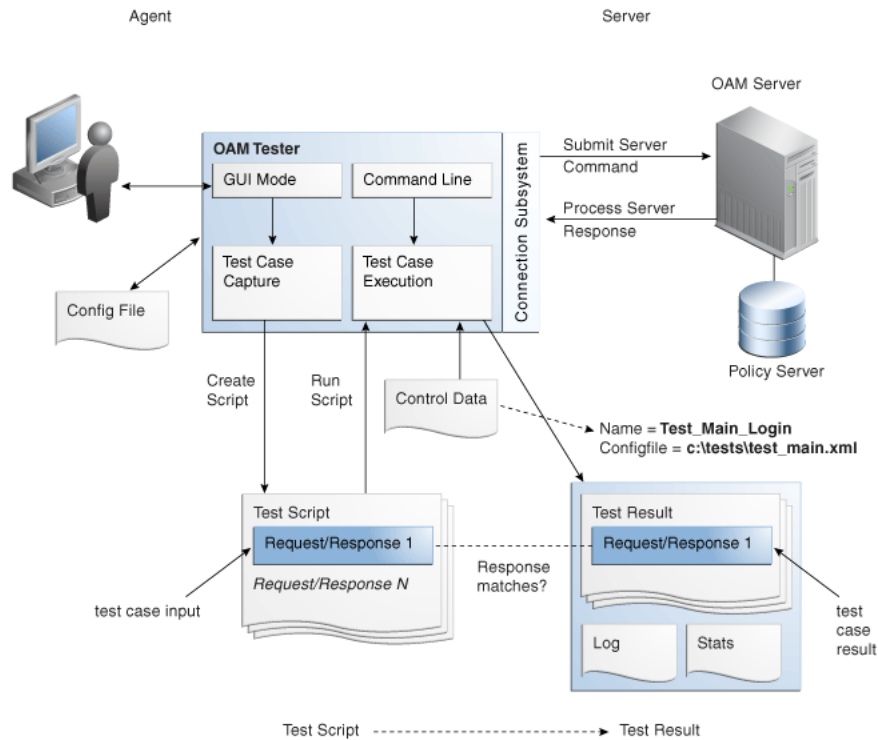 Agent
Server
OAM Server
OAM Tester
GUI Mode
Command Line
Connection Subsystem
Submit Server
Command
Process Server
Response
Test Case
Capture
Test Case
Execution
Config File
Policy Server
Create
Script
Run
Script
Control Data
Name = Test_Main_Login
Configfile = c:\tests\test_main.xml
Test Script
Request/Response 1
Request/Response N
test case input
Response
matches?
Test Result
Request/Response 1
Log
Stats
test
case
result
Test Script
Test Result